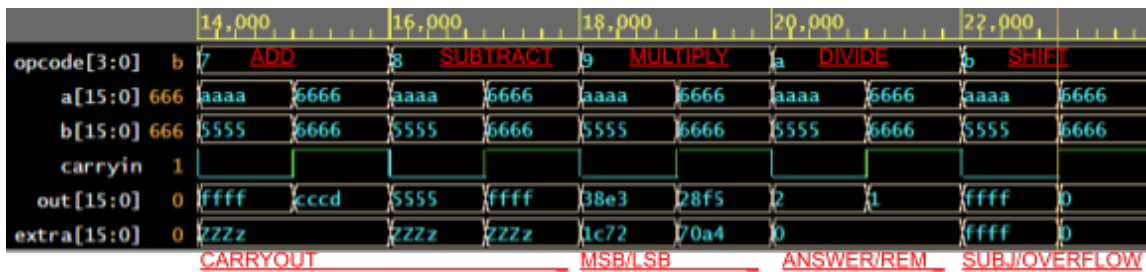 14,000 16,000 18,000 20,000 22,000
opcode[3:0] b 7 ADD 8 SUBTRACT 9 MULTIPLY a DIVIDE b SHIFT
a[15:0] 666 aaaa 6666 aaaa 6666 aaaa 6666 aaaa 6666 aaaa 6666
b[15:0] 666 5555 6666 5555 6666 5555 6666 5555 6666 5555 6666
carryin 1
out[15:0] 0 ffff cccd 5555 ffff 38e3 28f5 2 1 ffff 0
extra[15:0] 0 ZZZz ZZZz ZZZz 1c72 70a4 0 ffff 0
CARRYOUT MSB/LSB ANSWER/REM SUBJ/OVERFLOW